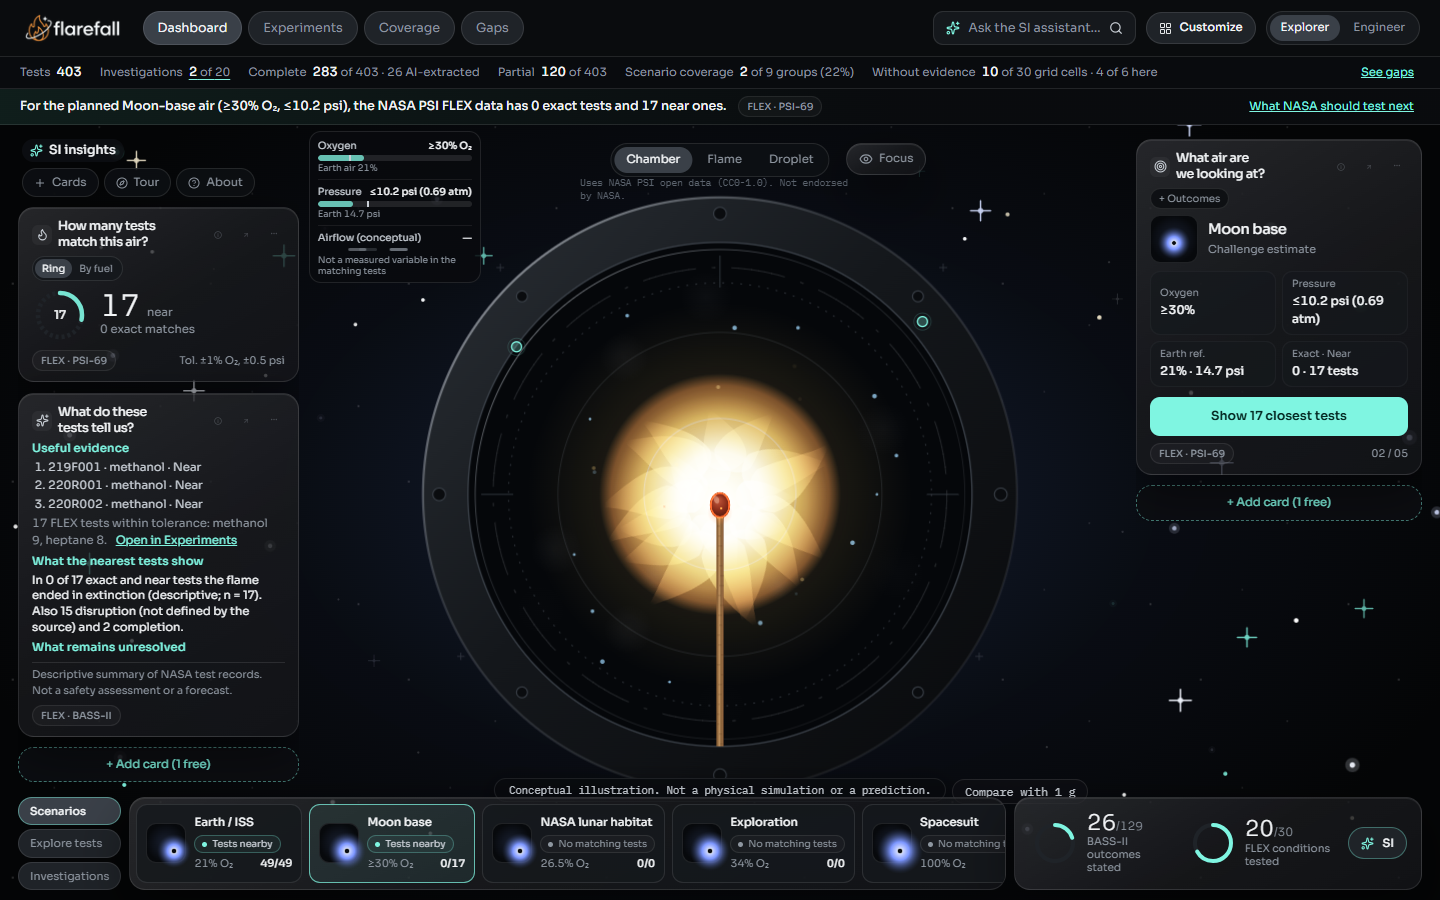 flarefall
Dashboard
Experiments
Coverage
Gaps
Ask the SI assistant...
Customize
Explorer
Engineer
Tests 403
Investigations 2 of 20
Complete 283 of 403 · 26 AI-extracted
Partial 120 of 403
Scenario coverage 2 of 9 groups (22%)
Without evidence 10 of 30 grid cells · 4 of 6 here
See gaps
For the planned Moon-base air (≥30% O₂, ≤10.2 psi), the NASA PSI FLEX data has 0 exact tests and 17 near ones.
FLEX · PSI-69
What NASA should test next
SI insights
+ Cards
Tour
About
How many tests
match this air?
Ring
By fuel
17
17 near
0 exact matches
FLEX · PSI-69
Tol. ±1% O₂, ±0.5 psi
What do these
tests tell us?
Useful evidence
1. 219F001 · methanol · Near
2. 220R001 · methanol · Near
3. 220R002 · methanol · Near
17 FLEX tests within tolerance: methanol
9, heptane 8. Open in Experiments
What the nearest tests show
In 0 of 17 exact and near tests the flame
ended in extinction (descriptive; n = 17).
Also 15 disruption (not defined by the
source) and 2 completion.
What remains unresolved
Descriptive summary of NASA test records.
Not a safety assessment or a forecast.
FLEX · BASS-II
+ Add card (1 free)
Oxygen ≥30% O₂
Earth air 21%
Pressure ≤10.2 psi (0.69 atm)
Earth 14.7 psi
Airflow (conceptual) —
Not a measured variable in the
matching tests
Chamber
Flame
Droplet
Focus
Uses NASA PSI open data (CC0-1.0). Not endorsed
by NASA.
Conceptual illustration. Not a physical simulation or a prediction.
Compare with 1 g
What air are
we looking at?
+ Outcomes
Moon base
Challenge estimate
Oxygen
≥30%
Pressure
≤10.2 psi (0.69
atm)
Earth ref.
21% · 14.7 psi
Exact · Near
0 · 17 tests
Show 17 closest tests
FLEX · PSI-69
02 / 05
+ Add card (1 free)
Scenarios
Explore tests
Investigations
Earth / ISS
Tests nearby
21% O₂ 49/49
Moon base
Tests nearby
≥30% O₂ 0/17
NASA lunar habitat
No matching tests
26.5% O₂ 0/0
Exploration
No matching tests
34% O₂ 0/0
Spacesuit
No matching t
100% O₂
26/129
BASS-II
outcomes
stated
20/30
FLEX conditions
tested
SI